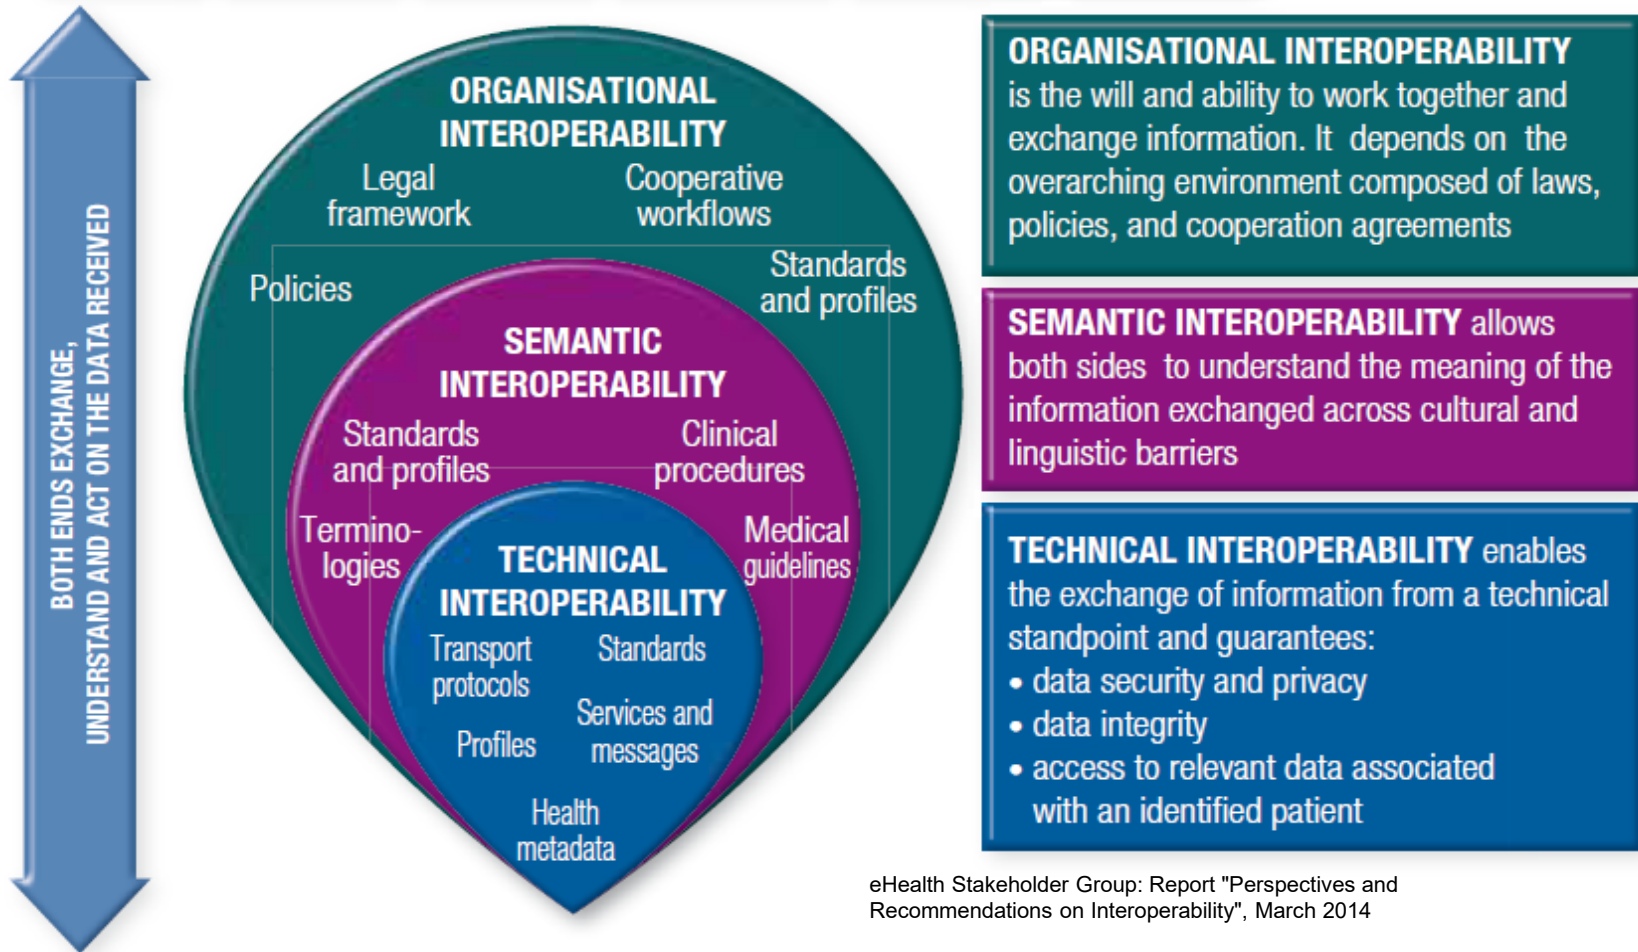 BOTH ENDS EXCHANGE,
UNDERSTAND AND ACT ON THE DATA RECEIVED
ORGANISATIONAL
INTEROPERABILITY
Legal
framework
Cooperative
workflows
Policies
Standards
and profiles
SEMANTIC
INTEROPERABILITY
Standards
and profiles
Clinical
procedures
Termino-
logies
Medical
guidelines
TECHNICAL
INTEROPERABILITY
Transport
protocols
Standards
Profiles
Services and
messages
Health
metadata
ORGANISATIONAL INTEROPERABILITY
is the will and ability to work together and
exchange information. It depends on the
overarching environment composed of laws,
policies, and cooperation agreements
SEMANTIC INTEROPERABILITY allows
both sides to understand the meaning of the
information exchanged across cultural and
linguistic barriers
TECHNICAL INTEROPERABILITY enables
the exchange of information from a technical
standpoint and guarantees:
• data security and privacy
• data integrity
• access to relevant data associated
with an identified patient
eHealth Stakeholder Group: Report "Perspectives and
Recommendations on Interoperability", March 2014